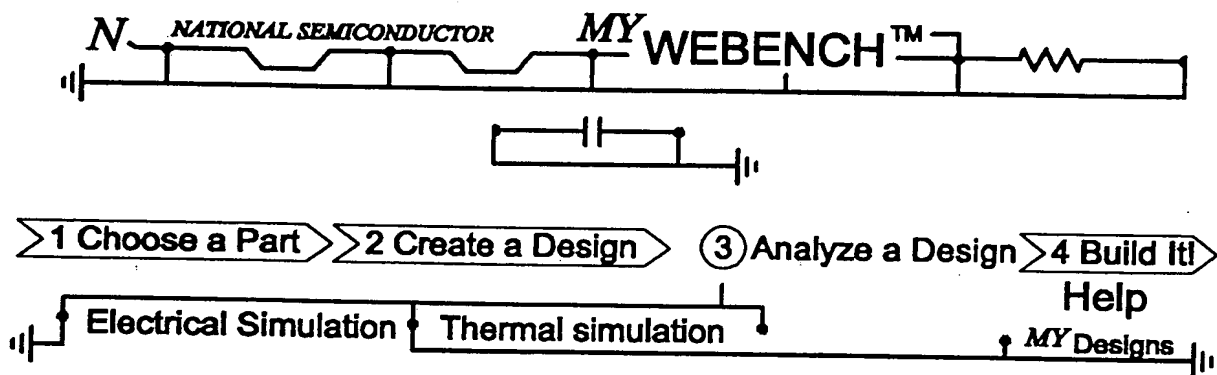 N NATIONAL SEMICONDUCTOR MY WEBENCH™
1 Choose a Part 2 Create a Design 3 Analyze a Design 4 Build It!
Help
Electrical Simulation Thermal simulation
MY Designs